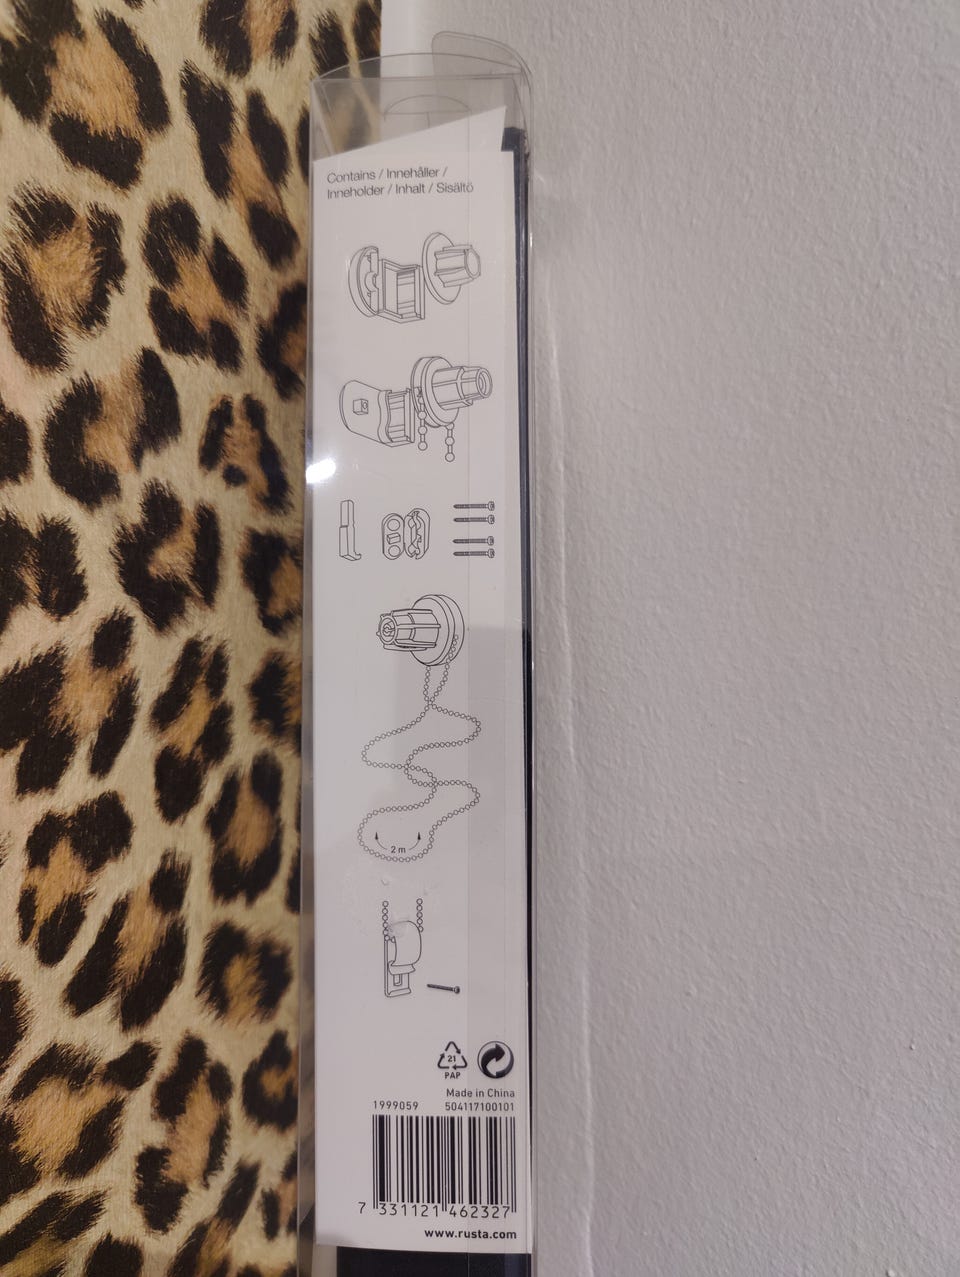 Contains / Innehåller /
Inneholder / Inhalt / Sisältö
2 m
21
PAP
Made in China
1999059 504117100101
7 331121 462327
www.rusta.com